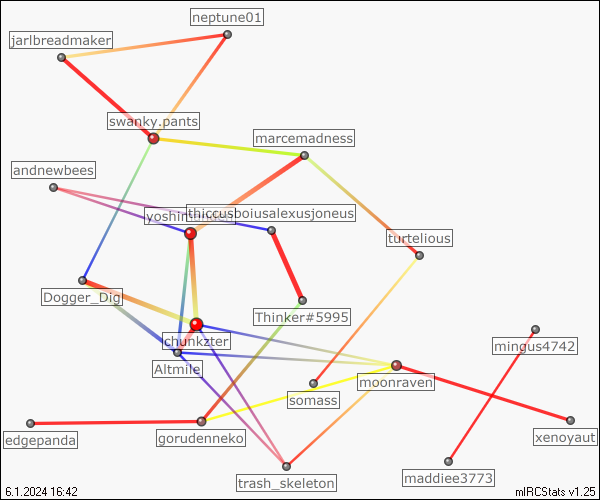 neptune01
jarlbreadmaker
swanky.pants
marcemadness
andnewbees
thiccusboiusalexusjoneus
turtelious
Dogger_Dig
Thinker#5995
chunkzter
mingus4742
Altmile
moonraven
somass
edgepanda
gorudenneko
xenoyaut
trash_skeleton
maddiee3773
6.1.2024 16:42
mIRCStats v1.25